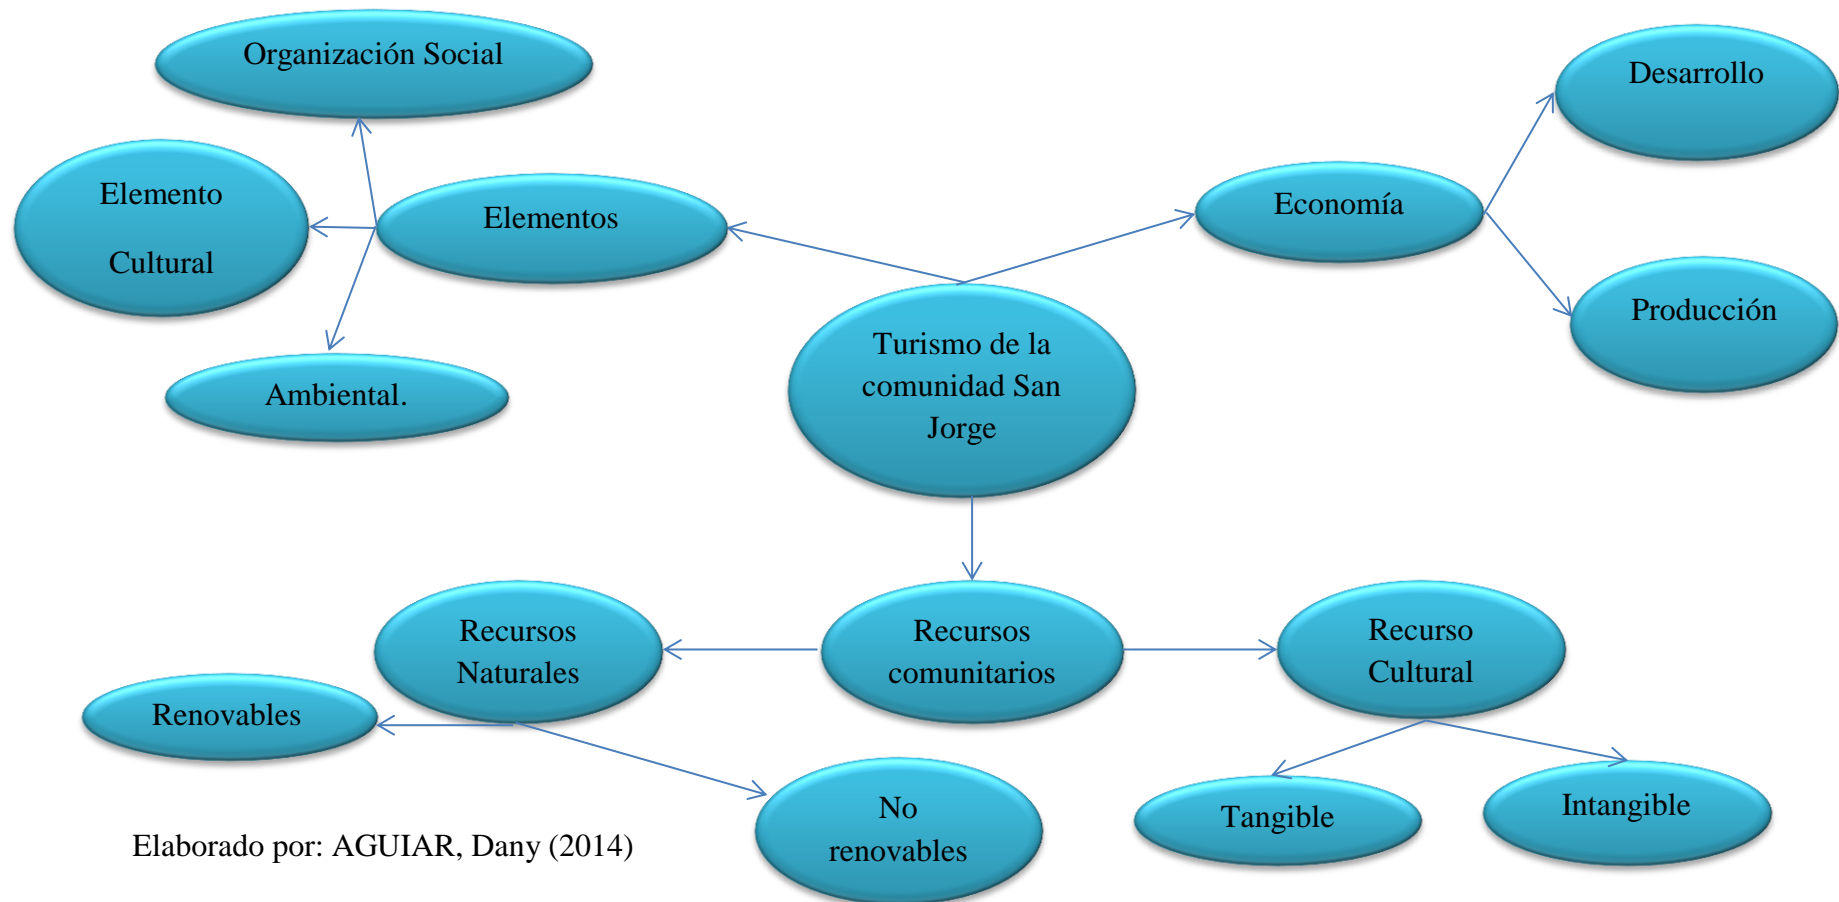 Organización Social
Desarrollo
Elemento
Cultural
Elementos
Economía
Producción
Turismo de la
comunidad San
Jorge
Ambiental.
Recursos
Naturales
Recursos
comunitarios
Recurso
Cultural
Renovables
No
renovables
Tangible
Intangible
Elaborado por: AGUIAR, Dany (2014)